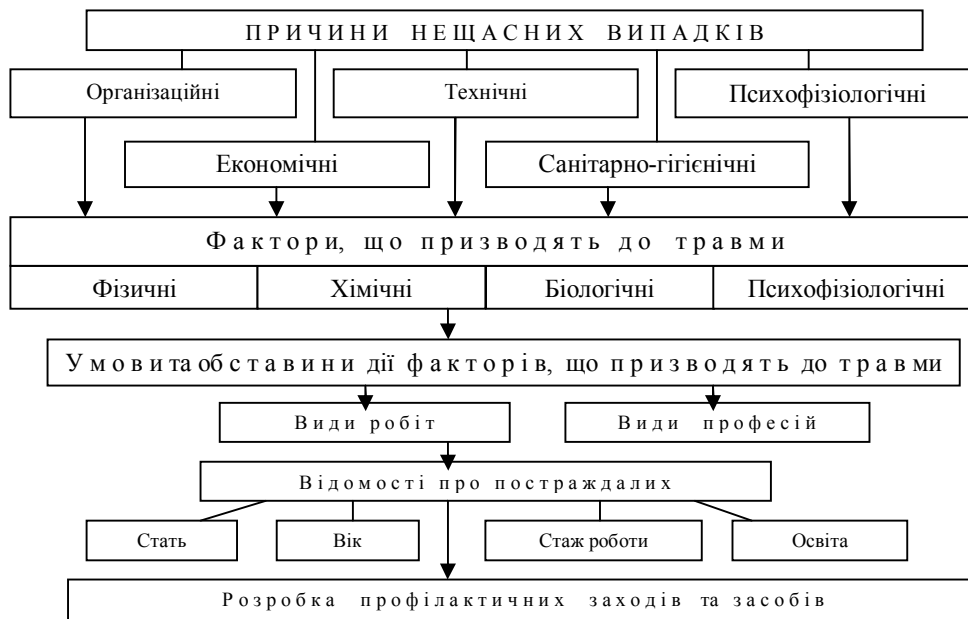 ПРИЧИНИ НЕЩАСНИХ ВИПАДКІВ
Організаційні
Технічні
Психофізіологічні
Економічні
Санітарно-гігієнічні
Фактори, що призводять до травми
Фізичні
Хімічні
Біологічні
Психофізіологічні
Умови та обставини дії факторів, що призводять до травми
Види робіт
Види професій
Відомості про постраждалих
Стать
Вік
Стаж роботи
Освіта
Розробка профілактичних заходів та засобів